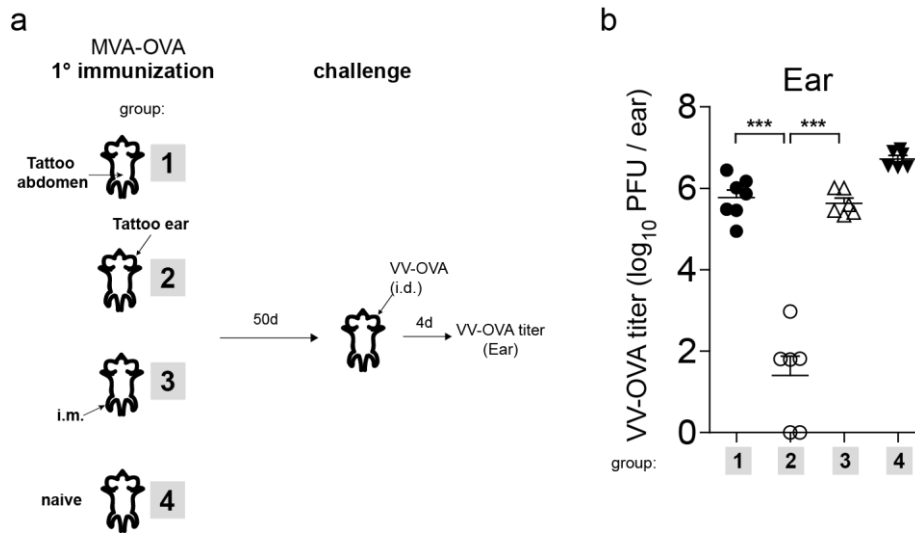 a
MVA-OVA
1° immunization
challenge
group:
Tattoo
abdomen
1
Tattoo ear
2
VV-OVA
(i.d.)
50d
4d
VV-OVA titer
(Ear)
3
i.m.
naive
4
b
Ear
VV-OVA titer (log10 PFU / ear)
8
6
4
2
0
*** ***
group:
1 2 3 4